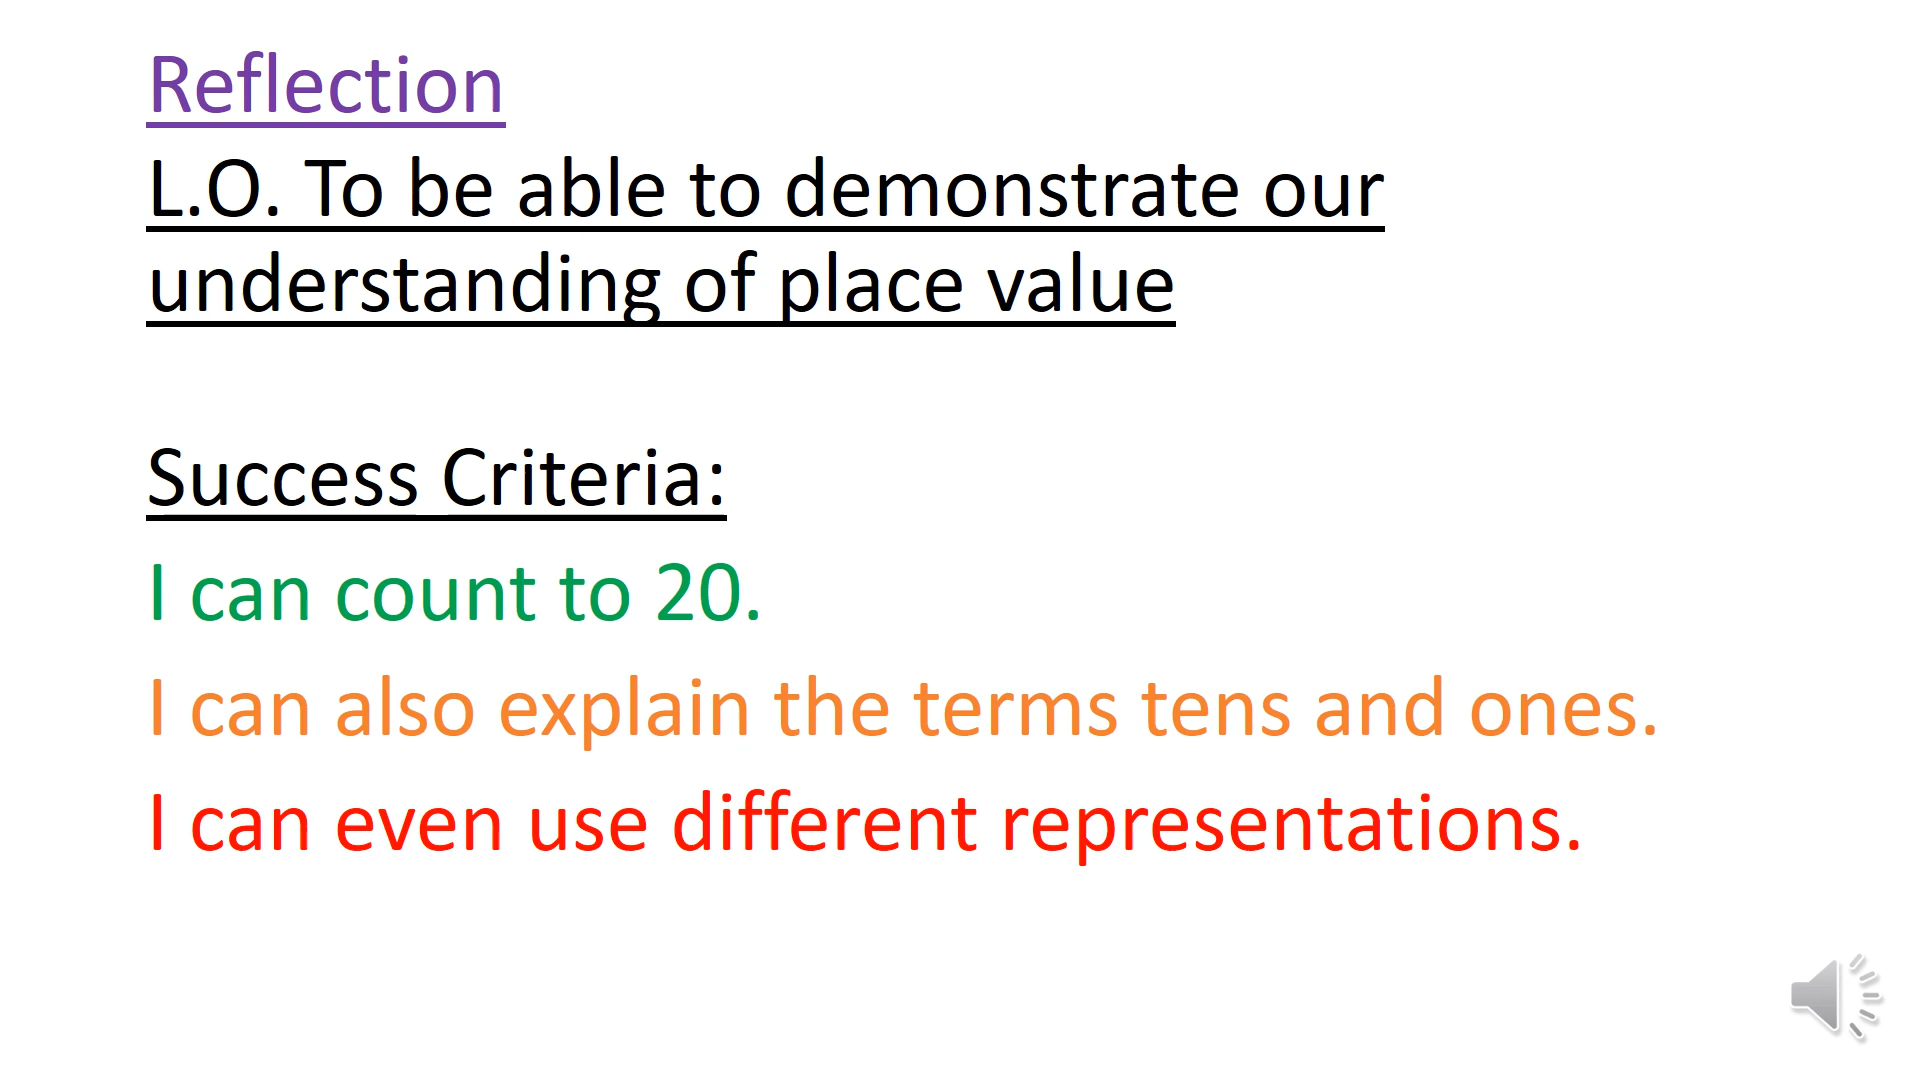 Reflection
L.O. To be able to demonstrate our
understanding of place value
Success Criteria:
I can count to 20.
I can also explain the terms tens and ones.
I can even use different representations.